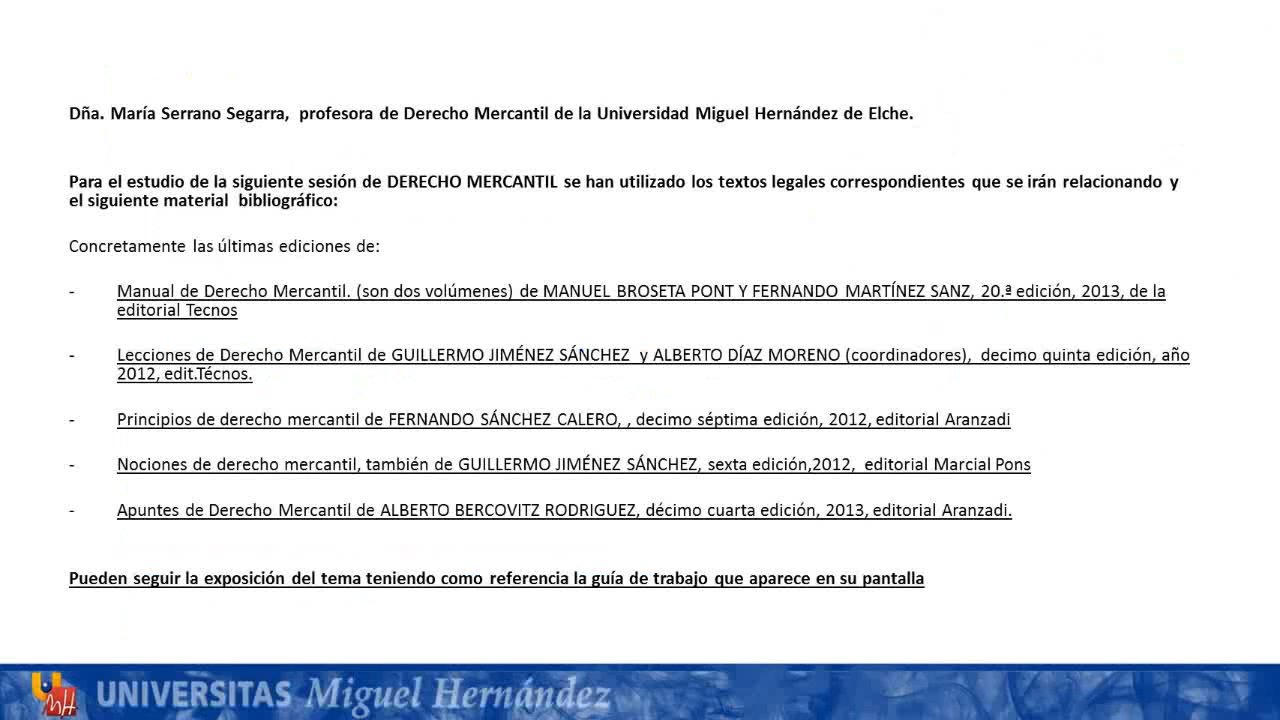 Dña. María Serrano Segarra, profesora de Derecho Mercantil de la Universidad Miguel Hernández de Elche.
Para el estudio de la siguiente sesión de DERECHO MERCANTIL se han utilizado los textos legales correspondientes que se irán relacionando y
el siguiente material bibliográfico:
Concretamente las últimas ediciones de:
- Manual de Derecho Mercantil. (son dos volúmenes) de MANUEL BROSETA PONT Y FERNANDO MARTÍNEZ SANZ, 20.ª edición, 2013, de la
editorial Tecnos
- Lecciones de Derecho Mercantil de GUILLERMO JIMÉNEZ SÁNCHEZ y ALBERTO DÍAZ MORENO (coordinadores), decimo quinta edición, año
2012, edit.Técnos.
- Principios de derecho mercantil de FERNANDO SÁNCHEZ CALERO, , decimo séptima edición, 2012, editorial Aranzadi
- Nociones de derecho mercantil, también de GUILLERMO JIMÉNEZ SÁNCHEZ, sexta edición,2012, editorial Marcial Pons
- Apuntes de Derecho Mercantil de ALBERTO BERCOVITZ RODRIGUEZ, décimo cuarta edición, 2013, editorial Aranzadi.
Pueden seguir la exposición del tema teniendo como referencia la guía de trabajo que aparece en su pantalla
UNIVERSITAS Miguel Hernández